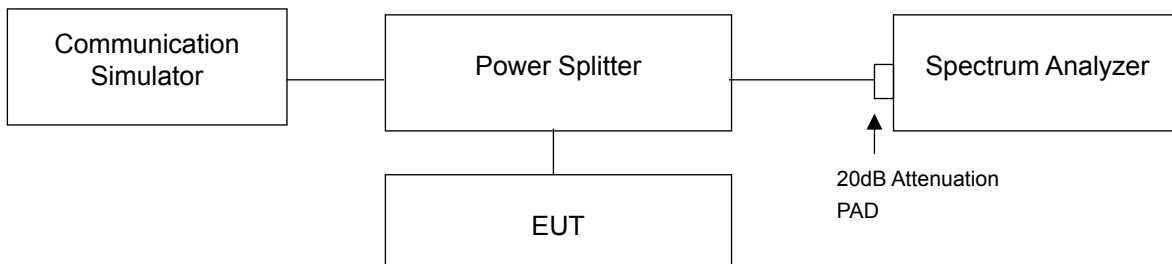 Communication
Simulator
Power Splitter
Spectrum Analyzer
20dB Attenuation
PAD
EUT